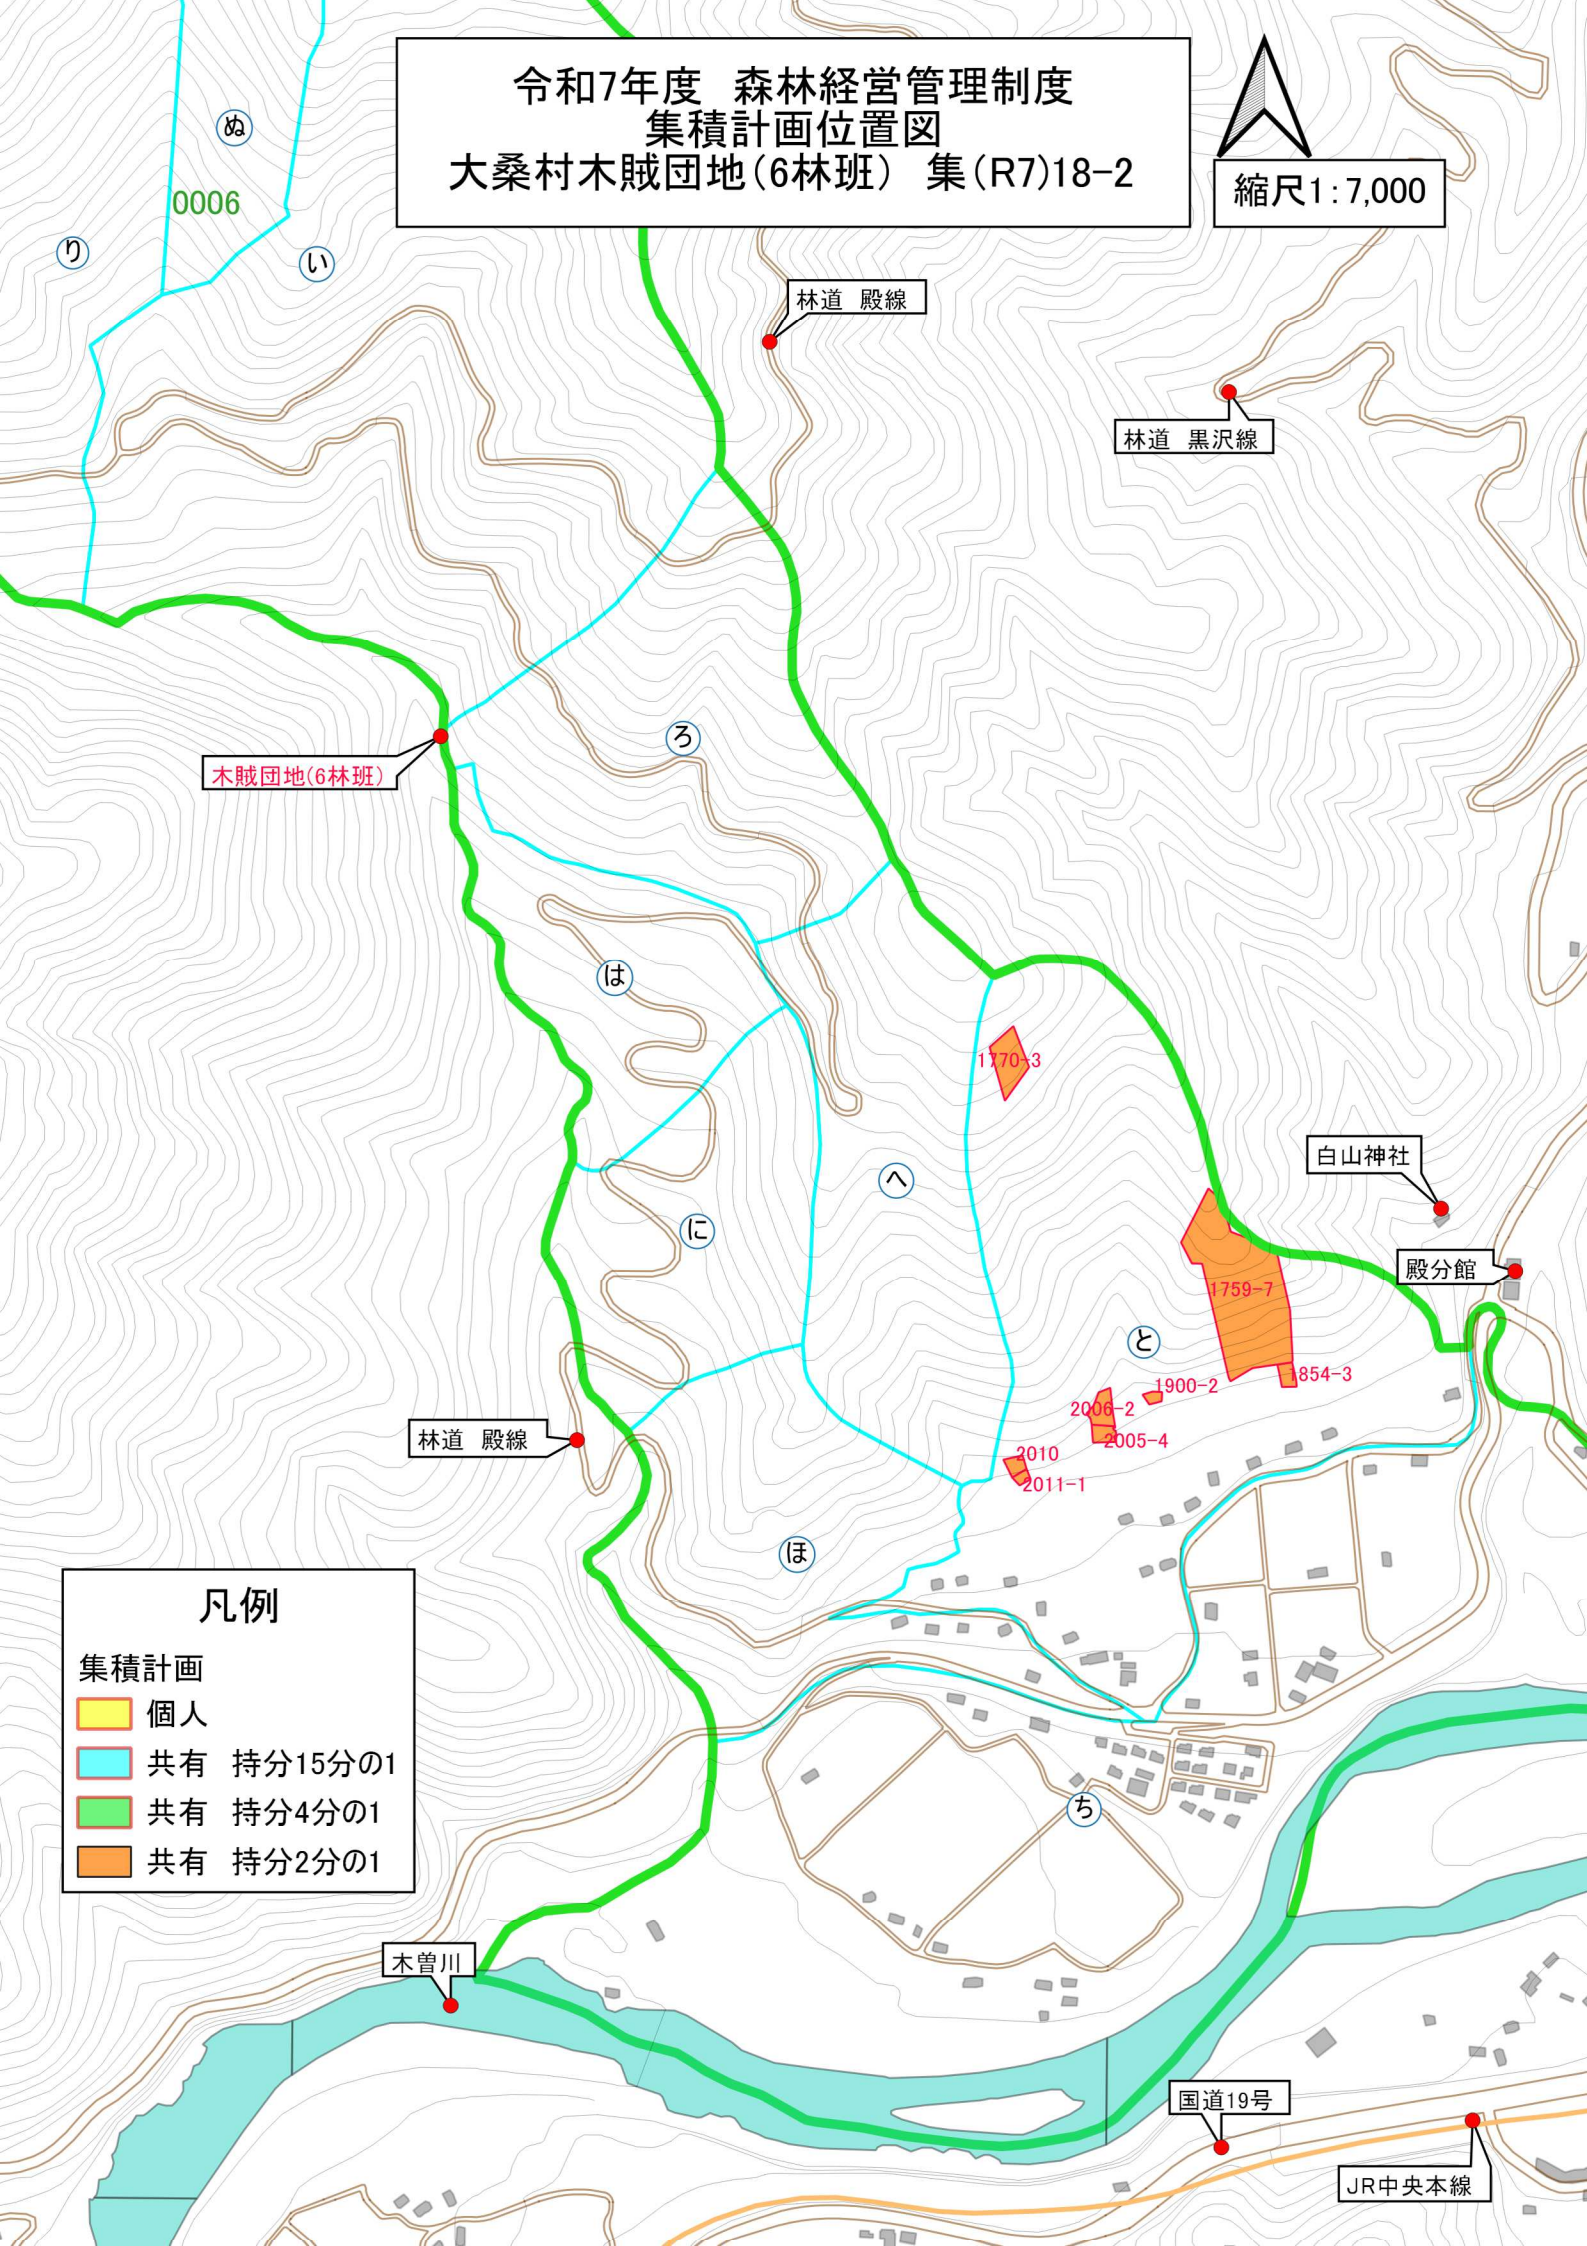 令和7年度　森林経営管理制度
集積計画位置図
大桑村木賊団地(6林班)　集(R7)18-2
縮尺1:7,000
ぬ
0006
り
い
林道　殿線
林道　黒沢線
ろ
木賊団地(6林班)
は
1770-3
白山神社
へ
に
殿分館
1759-7
と
1854-3
1900-2
2006-2
2005-4
林道　殿線
2010
2011-1
ほ
凡例
集積計画
個人
共有　持分15分の1
共有　持分4分の1
共有　持分2分の1
ち
木曽川
国道19号
JR中央本線